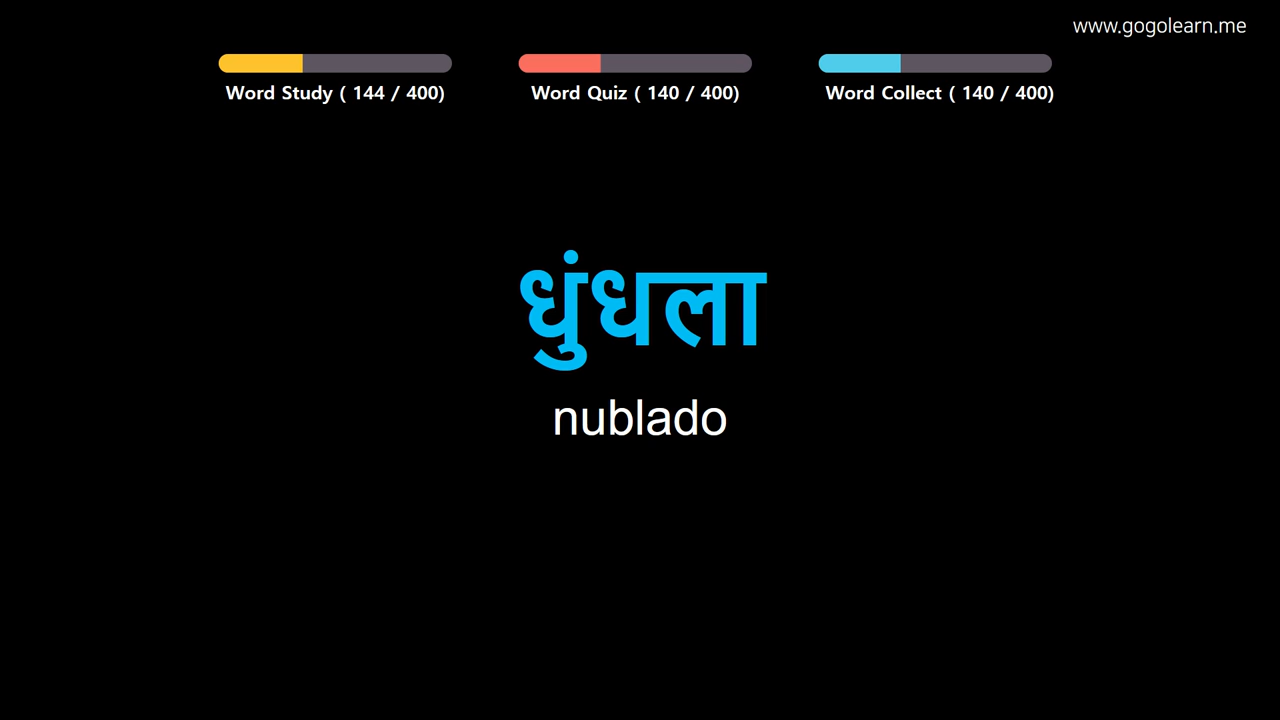 www.gogolearn.me
Word Study ( 144 / 400)
Word Quiz ( 140 / 400)
Word Collect ( 140 / 400)
धुंधला
nublado